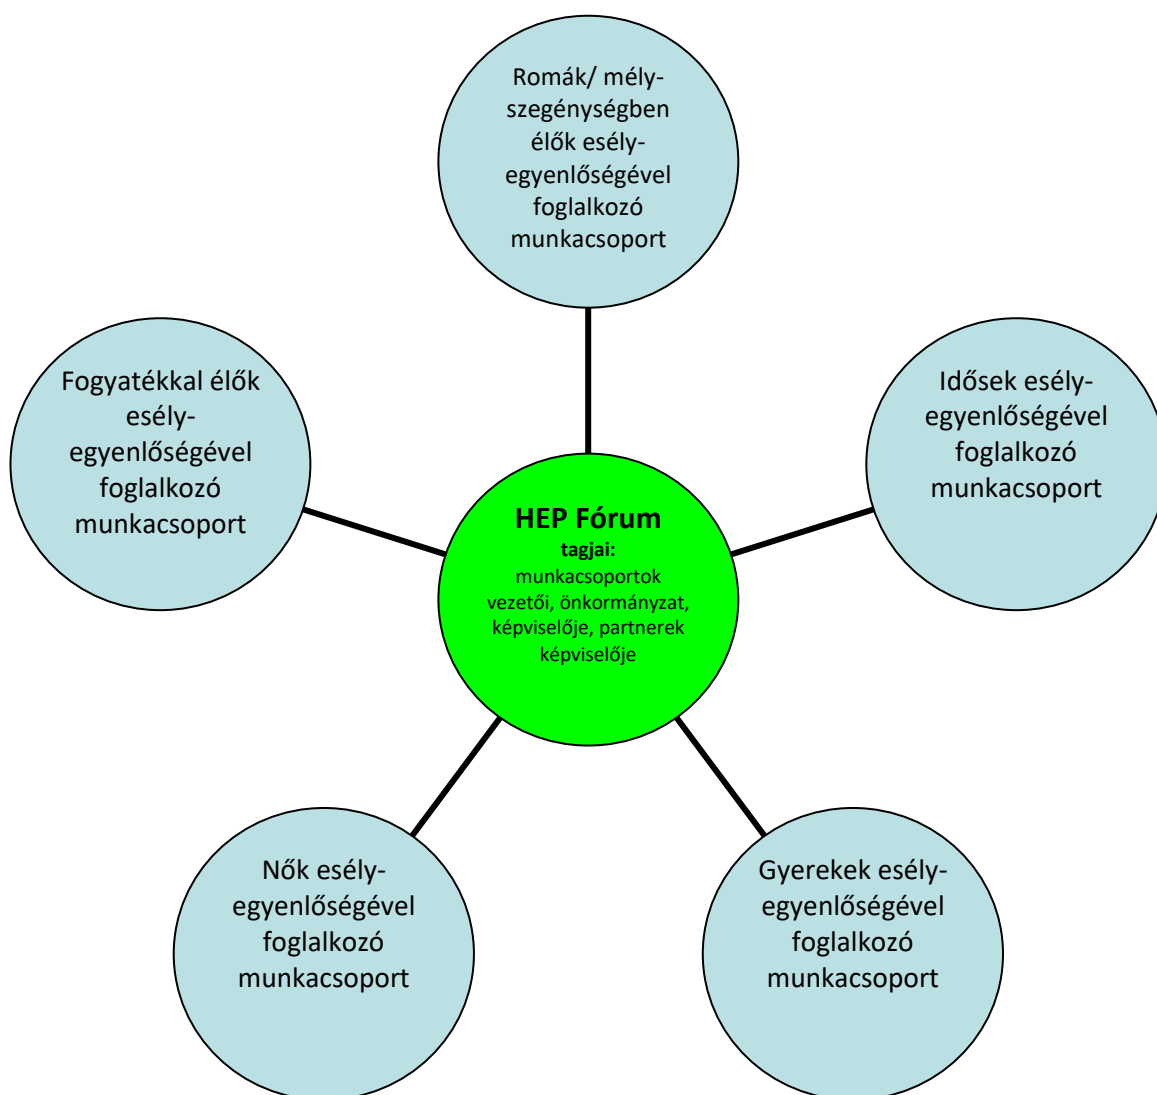 Romák/ mély-
szegénységben
élők esély-
egyenlőségével
foglalkozó
munkacsoport
Fogyatékkal élők
esély-
egyenlőségével
foglalkozó
munkacsoport
Idősek esély-
egyenlőségével
foglalkozó
munkacsoport
HEP Fórum
tagjai:
munkacsoportok
vezetői, önkormányzat,
képviselője, partnerek
képviselője
Nők esély-
egyenlőségével
foglalkozó
munkacsoport
Gyerekek esély-
egyenlőségével
foglalkozó
munkacsoport